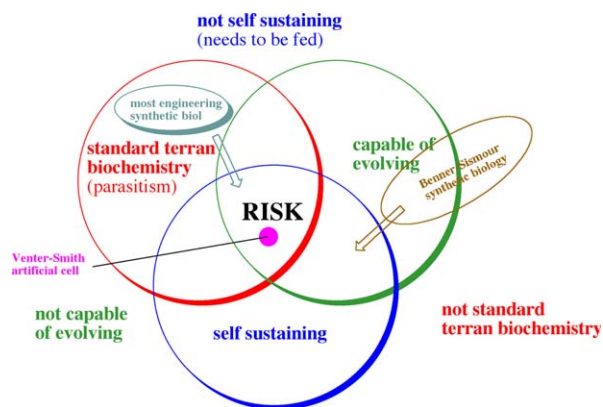 not self sustaining
(needs to be fed)
most engineering
synthetic biol
standard terran
biochemistry
(parasitism)
capable of
evolving
Benner-Sismour
synthetic biology
RISK
Venter-Smith
artificial cell
not capable
of evolving
self sustaining
not standard
terran biochemistry